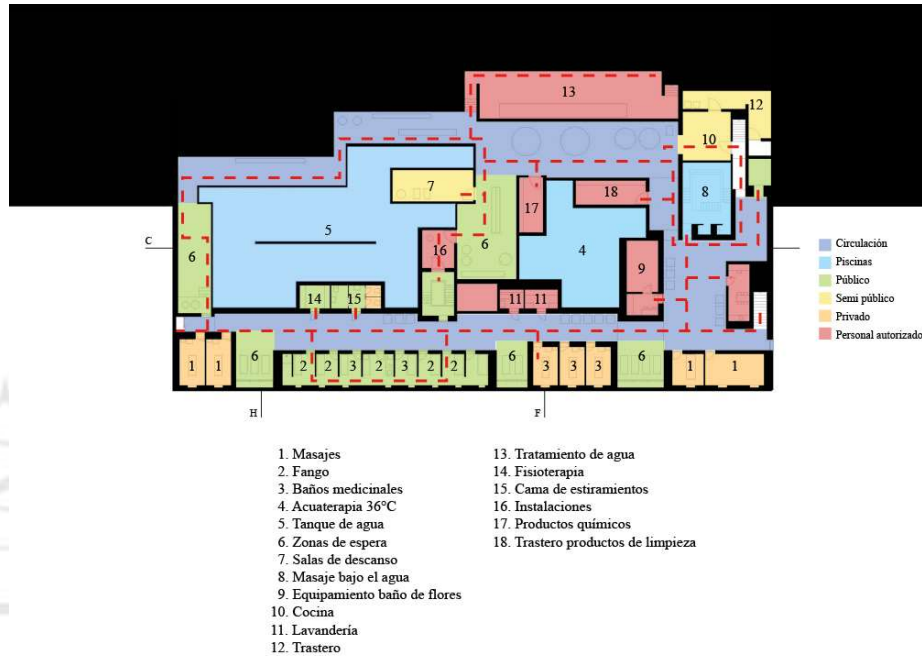 13
12
10
7
18
8
17
5
6
16
6
4
9
14
15
11
11
C
1
1
6
2
2
3
2
3
2
2
6
3
3
3
6
1
1
H
F
Circulación
Piscinas
Público
Semi público
Privado
Personal autorizado
1. Masajes
2. Fango
3. Baños medicinales
4. Acuaterapia 36°C
5. Tanque de agua
6. Zonas de espera
7. Salas de descanso
8. Masaje bajo el agua
9. Equipamiento baño de flores
10. Cocina
11. Lavandería
12. Trastero
13. Tratamiento de agua
14. Fisioterapia
15. Cama de estiramientos
16. Instalaciones
17. Productos químicos
18. Trastero productos de limpieza